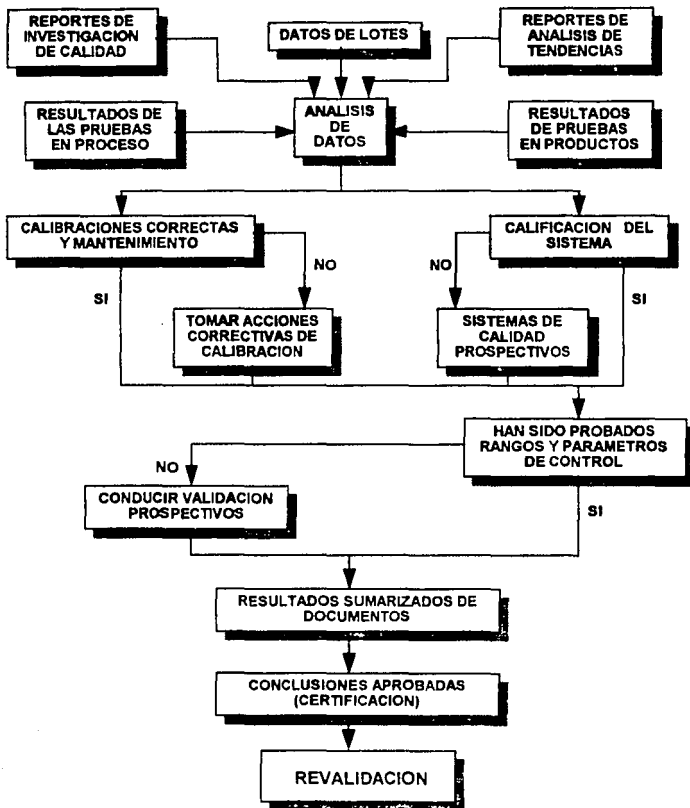 REPORTES DE
INVESTIGACION
DE CALIDAD
DATOS DE LOTES
REPORTES DE
ANALISIS DE
TENDENCIAS
RESULTADOS DE
LAS PRUEBAS
EN PROCESO
ANALISIS
DE
DATOS
RESULTADOS
DE PRUEBAS
EN PRODUCTOS
CALIBRACIONES CORRECTAS
Y MANTENIMIENTO
CALIFICACION DEL
SISTEMA
NO
NO
SI
SI
TOMAR ACCIONES
CORRECTIVAS DE
CALIBRACION
SISTEMAS DE
CALIDAD
PROSPECTIVOS
HAN SIDO PROBADOS
RANGOS Y PARAMETROS
DE CONTROL
NO
CONDUCIR VALIDACION
PROSPECTIVOS
SI
RESULTADOS SUMARIZADOS DE
DOCUMENTOS
CONCLUSIONES APROBADAS
(CERTIFICACION)
REVALIDACION